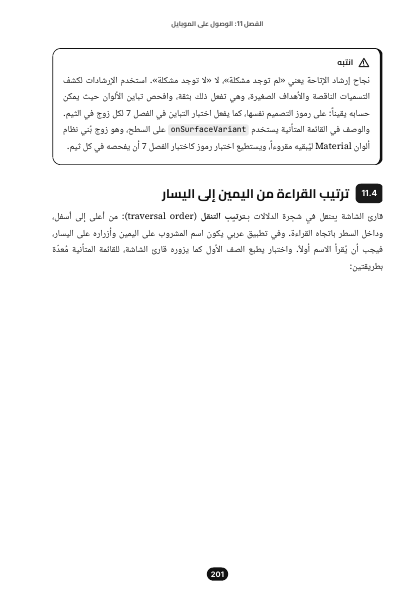 الفصل 11: الوصول على الموبايل
انتبه
نجاح إرشاد الإتاحة يعني «لم توجد مشكلة»، لا «لا توجد مشكلة». استخدم الإرشادات لكشف
التسميات الناقصة والأهداف الصغيرة، وهي تفعل ذلك بثقة، وافحص تباين الألوان حيث يمكن
حسابه يقيناً: على رموز التصميم نفسها، كما يفعل اختبار التباين في الفصل 7 لكل زوج في الثيم.
والوصف في القائمة المتأنية يستخدم onSurfaceVariant على السطح، وهو زوج بُني نظام
ألوان Material ليُبقيه مقروءاً، ويستطيع اختبار رموز كاختبار الفصل 7 أن يفحصه في كل ثيم.
11.4 ترتيب القراءة من اليمين إلى اليسار
قارئ الشاشة يتنقل في شجرة الدلالات بترتيب التنقل (traversal order): من أعلى إلى أسفل،
وداخل السطر باتجاه القراءة. وفي تطبيق عربي يكون اسم المشروب على اليمين وأزراره على اليسار،
فيجب أن يُقرأ الاسم أولاً. واختبار يطبع الصف الأول كما يزوره قارئ الشاشة، للقائمة المتأنية مُعدّة
بطريقتين:
201